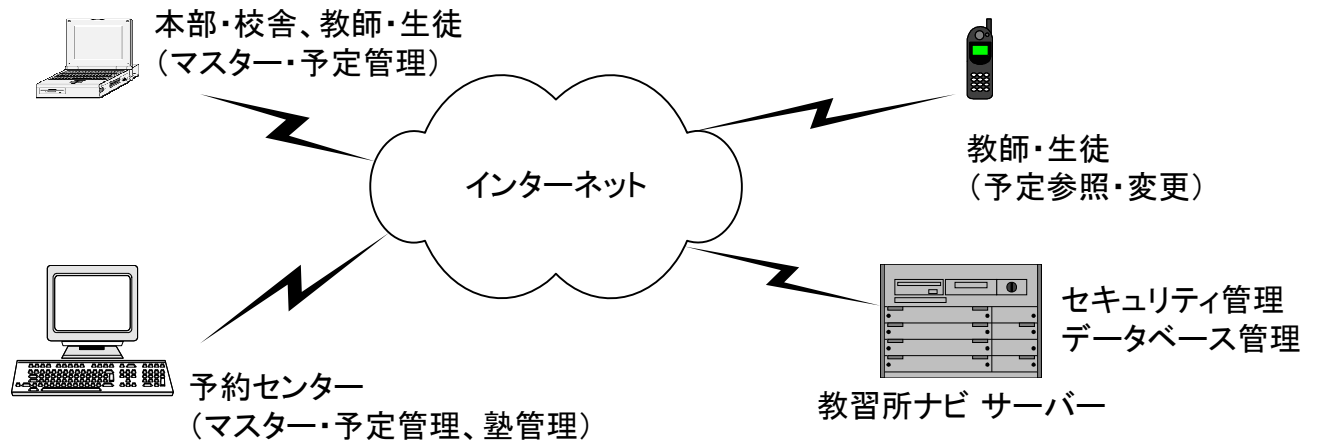 本部・校舎、教師・生徒
（マスター・予定管理）
インターネット
教師・生徒
（予定参照・変更）
予約センター
（マスター・予定管理、塾管理）
セキュリティ管理
データベース管理
教習所ナビ サーバー